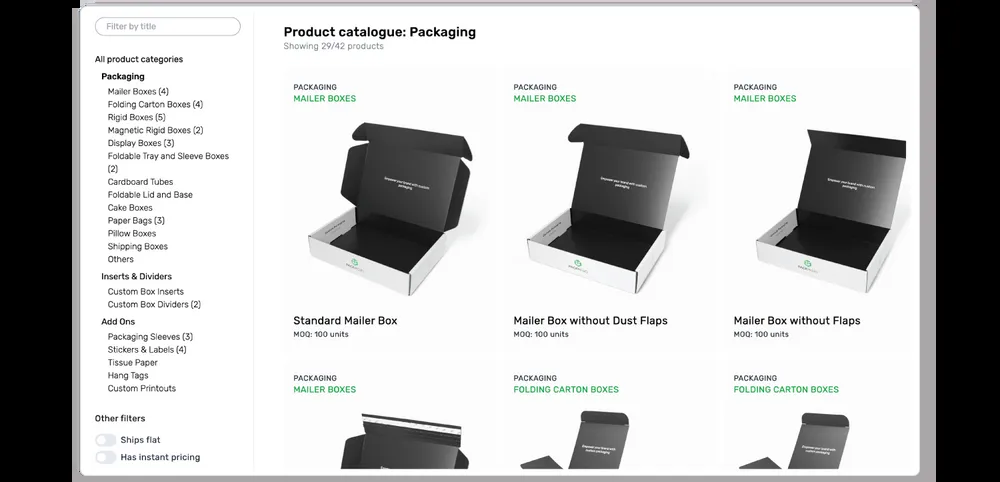 Filter by title
All product categories
Packaging
Mailer Boxes (4)
Folding Carton Boxes (4)
Rigid Boxes (5)
Magnetic Rigid Boxes (2)
Display Boxes (3)
Foldable Tray and Sleeve Boxes
(2)
Cardboard Tubes
Foldable Lid and Base
Cake Boxes
Paper Bags (3)
Pillow Boxes
Shipping Boxes
Others
Inserts & Dividers
Custom Box Inserts
Custom Box Dividers (2)
Add Ons
Packaging Sleeves (3)
Stickers & Labels (4)
Tissue Paper
Hang Tags
Custom Printouts
Other filters
Ships flat
Has instant pricing
Product catalogue: Packaging
Showing 29/42 products
PACKAGING
MAILER BOXES
Empower your brand with custom
packaging.
Standard Mailer Box
MOQ: 100 units
PACKAGING
MAILER BOXES
Empower your brand with custom
packaging.
Mailer Box without Dust Flaps
MOQ: 100 units
PACKAGING
MAILER BOXES
Empower your brand with custom
packaging.
Mailer Box without Flaps
MOQ: 100 units
PACKAGING
MAILER BOXES
PACKAGING
FOLDING CARTON BOXES
Empower your brand with
custom packaging.
PACKAGING
FOLDING CARTON BOXES
Empower your brand with
custom packaging.